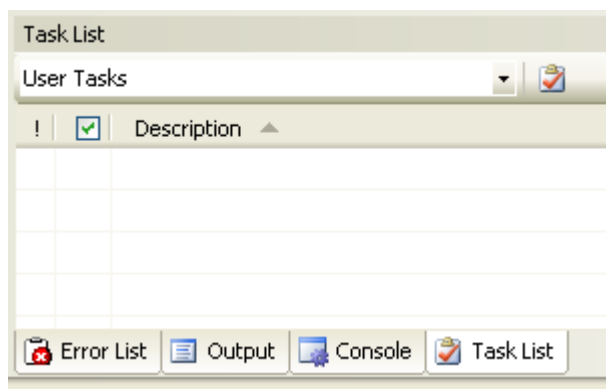 Task List
User Tasks
! Description
Error List Output Console Task List